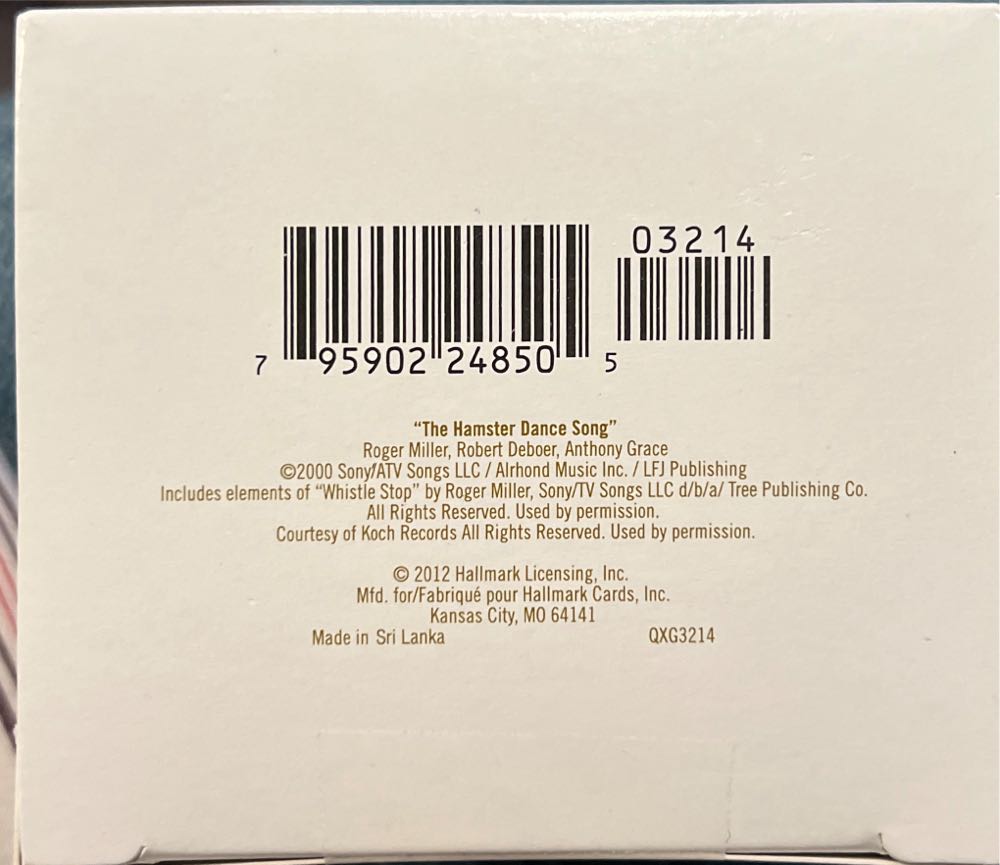 03214
7 95902 24850 5
“The Hamster Dance Song”
Roger Miller, Robert Deboer, Anthony Grace
©2000 Sony/ATV Songs LLC / Alrhond Music Inc. / LFJ Publishing
Includes elements of “Whistle Stop” by Roger Miller, Sony/TV Songs LLC d/b/a/ Tree Publishing Co.
All Rights Reserved. Used by permission.
Courtesy of Koch Records All Rights Reserved. Used by permission.
© 2012 Hallmark Licensing, Inc.
Mfd. for/Fabriqué pour Hallmark Cards, Inc.
Kansas City, MO 64141
Made in Sri Lanka QXG3214